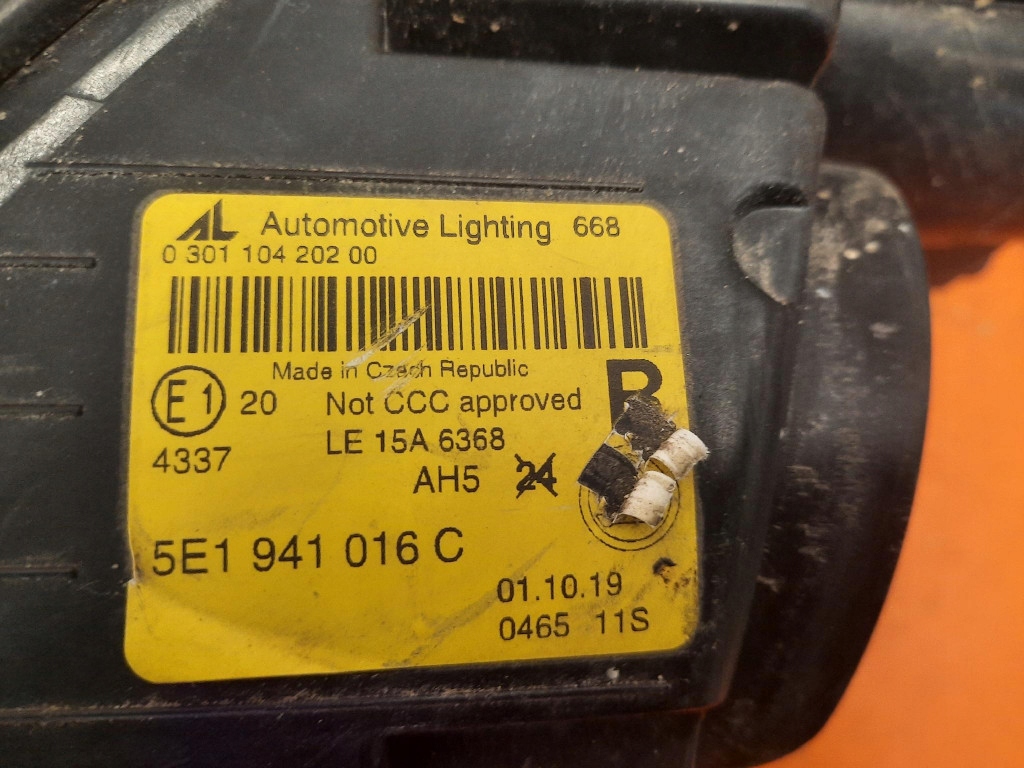 AL Automotive Lighting 668
0 301 104 202 00
Made in Czech Republic
E1 20 Not CCC approved R
4337 LE 15A 6368
AH5 24
5E1 941 016 C
01.10.19
0465 11S